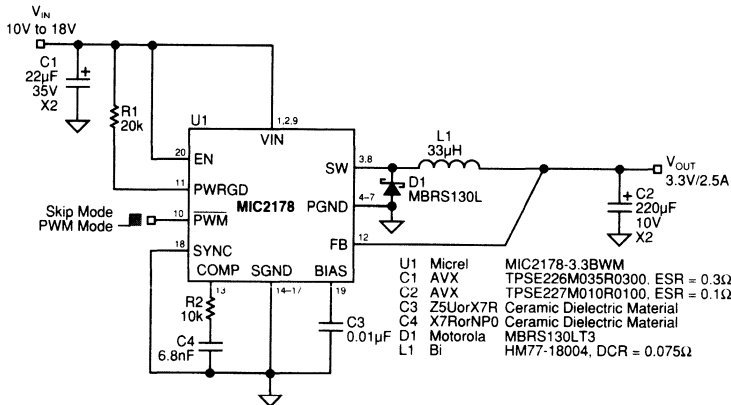 VIN
10V to 18V
C1
22µF
35V
X2
R1
20k
U1
1,2,9
VIN
20
EN
11
PWRGD
MIC2178
Skip Mode
PWM Mode
10
PWM
18
SYNC
COMP
SGND
BIAS
13
14–17
19
SW
3,8
PGND
4–7
FB
12
L1
33µH
D1
MBRS130L
VOUT
3.3V/2.5A
C2
220µF
10V
X2
R2
10k
C4
6.8nF
C3
0.01µF
U1 Micrel MIC2178-3.3BWM
C1 AVX TPSE226M035R0300, ESR = 0.3Ω
C2 AVX TPSE227M010R0100, ESR = 0.1Ω
C3 Z5UorX7R Ceramic Dielectric Material
C4 X7RorNP0 Ceramic Dielectric Material
D1 Motorola MBRS130LT3
L1 Bi HM77-18004, DCR = 0.075Ω